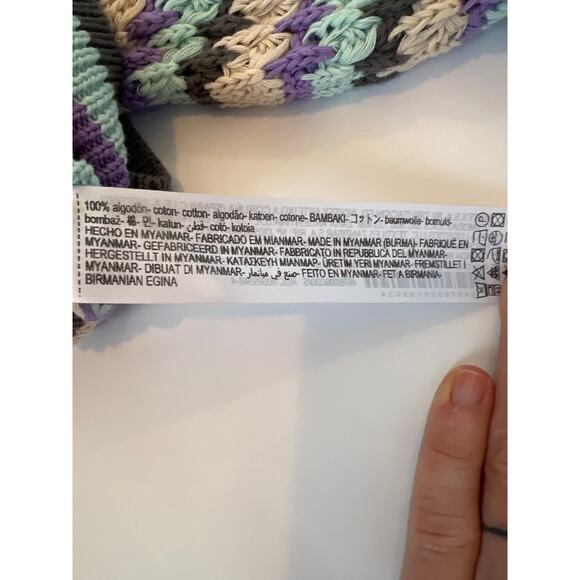 100% algodón- coton- cotton- algodão- katoen- cotone- BAMBAKI- コットン- baumwolle- bomuld-
bombaž- 棉- 면- katun- قطن- cotó- kotoia
HECHO EN MYANMAR- FABRICADO EM MIANMAR- MADE IN MYANMAR (BURMA)- FABRIQUÉ EN
MYANMAR- GEFABRICEERD IN MYANMAR- FABBRICATO IN REPUBBLICA DEL MYANMAR-
HERGESTELLT IN MYANMAR- ΚΑΤΑΣΚΕΥΗ ΜΙΑΝΜΑΡ- ÜRETİM YERİ MYANMAR- FREMSTILLET I
MYANMAR- DIBUAT DI MYANMAR- صنع في ميانمار- FEITO EN MYANMAR- FET A BIRMANIA-
BIRMANIAN EGINA